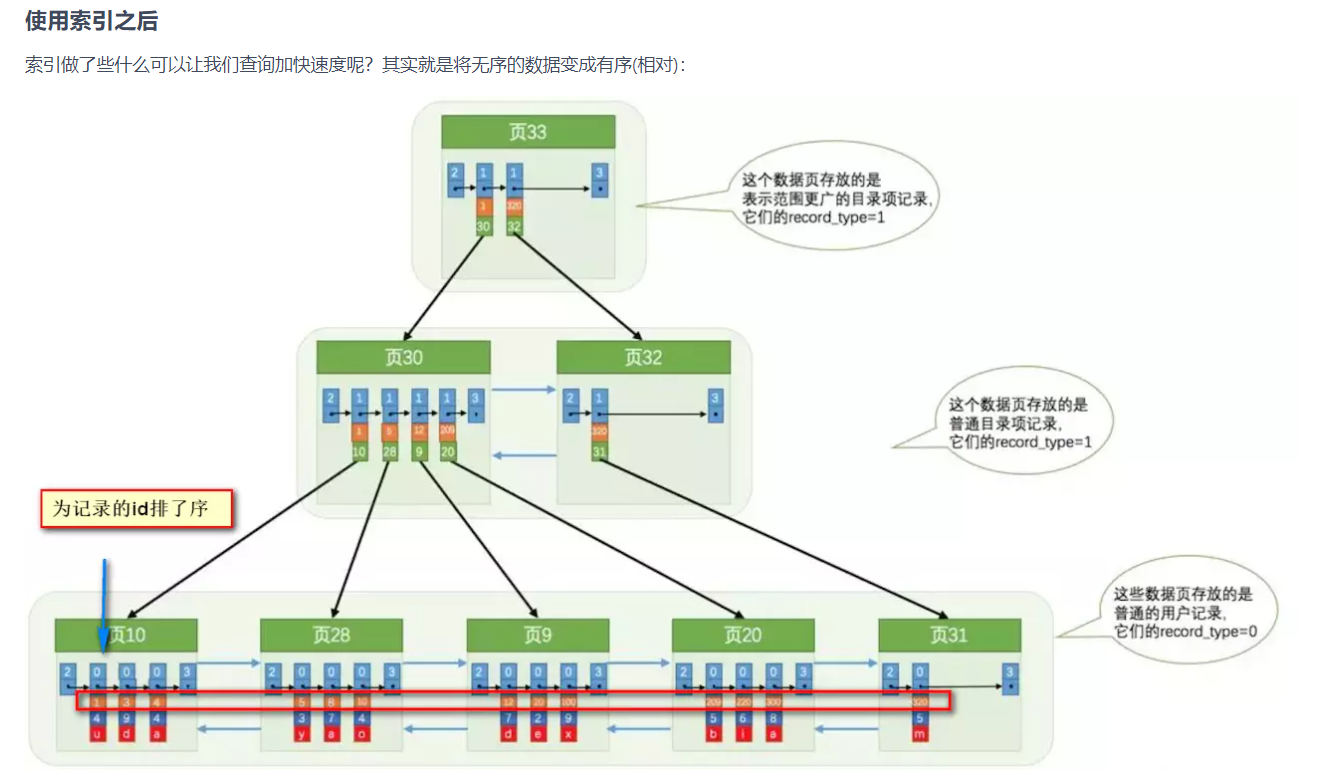 使用索引之后
索引做了些什么可以让我们查询加快速度呢？其实就是将无序的数据变成有序(相对)：
页33
2 1 1 3
1 320
30 32
这个数据页存放的是
表示范围更广的目录项记录，
它们的record_type=1
页30 页32
2 1 1 1 1 3 2 1 3
1 5 12 209 320
10 28 9 20 31
这个数据页存放的是
普通目录项记录，
它们的record_type=1
为记录的id排了序
页10 页28 页9 页20 页31
2 0 0 0 3 2 0 0 0 3 2 0 0 0 3 2 0 0 0 3 2 0 3
1 3 4 5 8 10 12 20 100 209 220 300 320
4 9 4 3 7 4 7 2 9 5 6 8 5
u d a y a o d e x b i a m
这些数据页存放的是
普通的用户记录，
它们的record_type=0